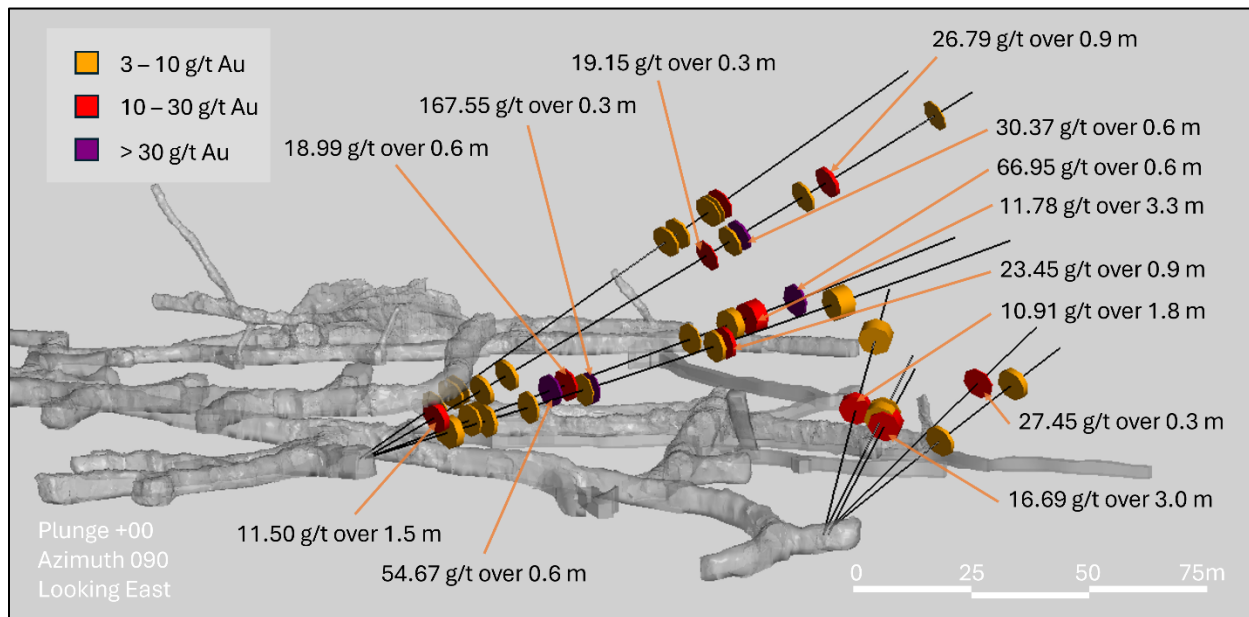 3 – 10 g/t Au
10 – 30 g/t Au
> 30 g/t Au
26.79 g/t over 0.9 m
19.15 g/t over 0.3 m
167.55 g/t over 0.3 m
18.99 g/t over 0.6 m
30.37 g/t over 0.6 m
66.95 g/t over 0.6 m
11.78 g/t over 3.3 m
23.45 g/t over 0.9 m
10.91 g/t over 1.8 m
27.45 g/t over 0.3 m
16.69 g/t over 3.0 m
11.50 g/t over 1.5 m
54.67 g/t over 0.6 m
Plunge +00
Azimuth 090
Looking East
0 25 50 75m